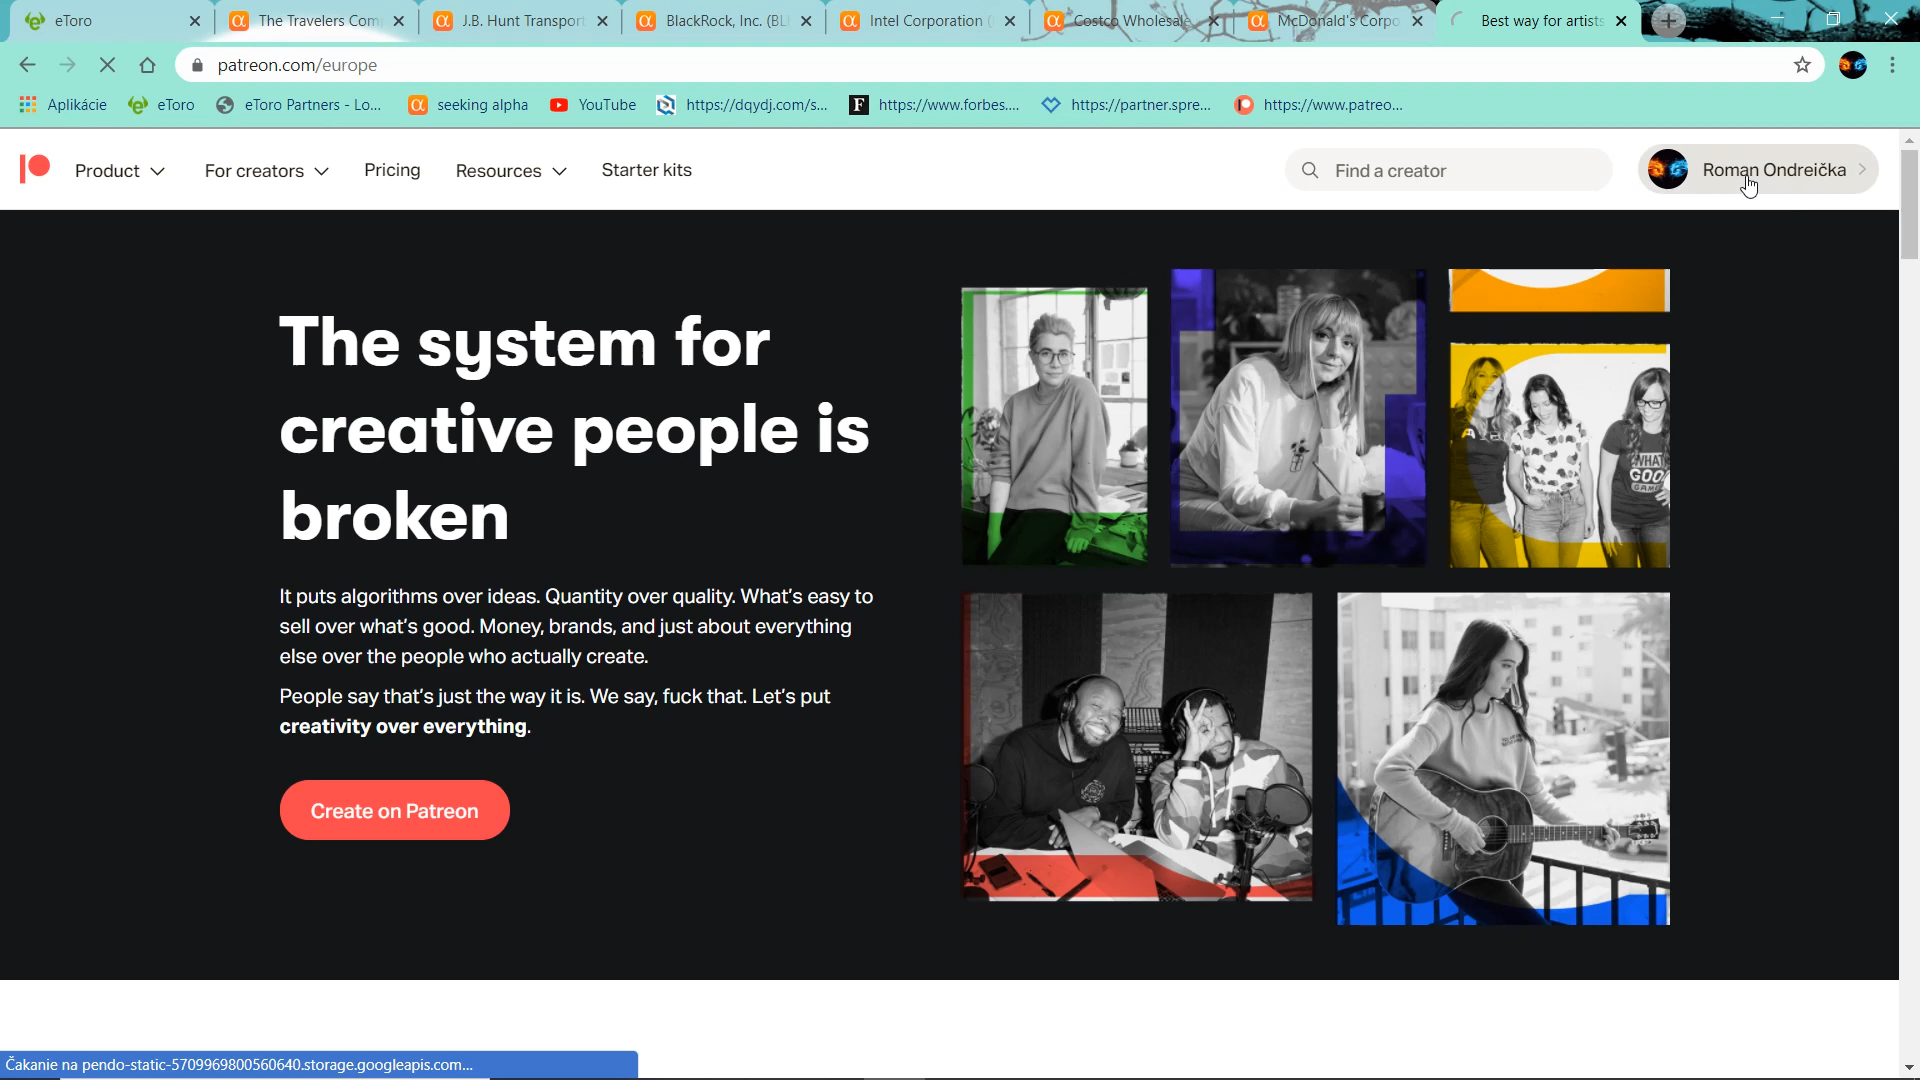 eToro
The Travelers Com
J.B. Hunt Transport
BlackRock, Inc. (BL
Intel Corporation (
Costco Wholesale
McDonald's Corpo
Best way for artists
patreon.com/europe
Aplikácie
eToro
eToro Partners - Lo...
seeking alpha
YouTube
https://dqydj.com/s...
https://www.forbes....
https://partner.spre...
https://www.patreo...
Product
For creators
Pricing
Resources
Starter kits
Find a creator
Roman Ondreička
The system for
creative people is
broken
It puts algorithms over ideas. Quantity over quality. What's easy to
sell over what's good. Money, brands, and just about everything
else over the people who actually create.
People say that's just the way it is. We say, fuck that. Let's put
creativity over everything.
Create on Patreon
WHAT
GOOD
GAME
Čakanie na pendo-static-5709969800560640.storage.googleapis.com...